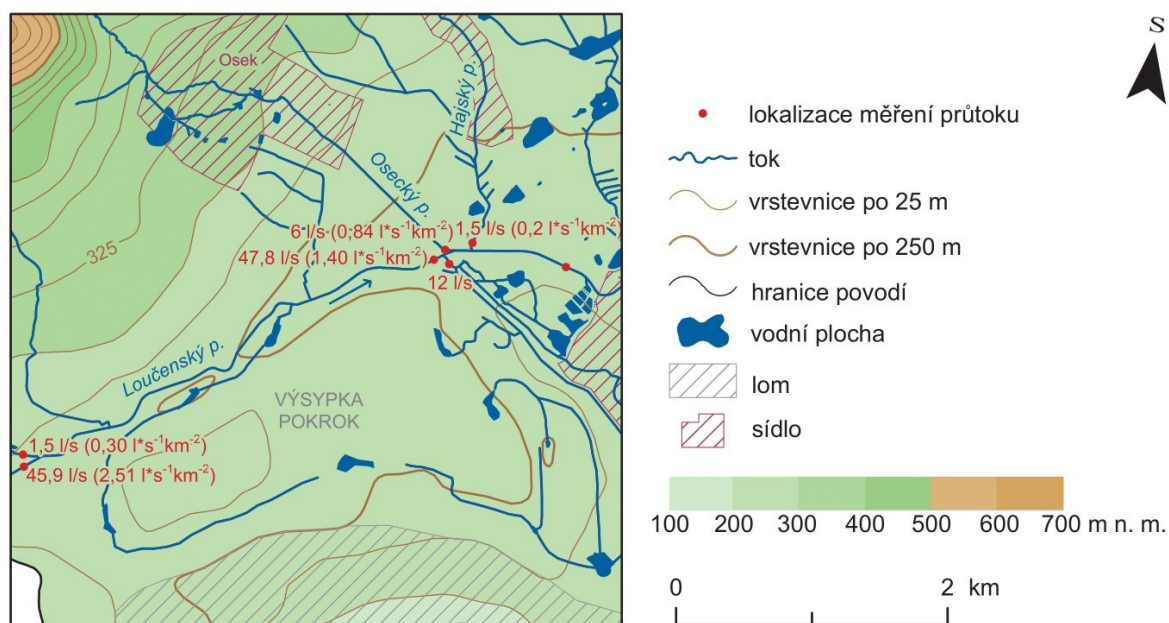 Osek
Hajský p.
Osecký p.
6 l/s (0,84 l*s⁻¹km⁻²)
1,5 l/s (0,2 l*s⁻¹km⁻²)
47,8 l/s (1,40 l*s⁻¹km⁻²)
12 l/s
325
Loučenský p.
VÝSYPKA
POKROK
1,5 l/s (0,30 l*s⁻¹km⁻²)
45,9 l/s (2,51 l*s⁻¹km⁻²)
S
lokalizace měření průtoku
tok
vrstevnice po 25 m
vrstevnice po 250 m
hranice povodí
vodní plocha
lom
sídlo
100 200 300 400 500 600 700 m n. m.
0 2 km